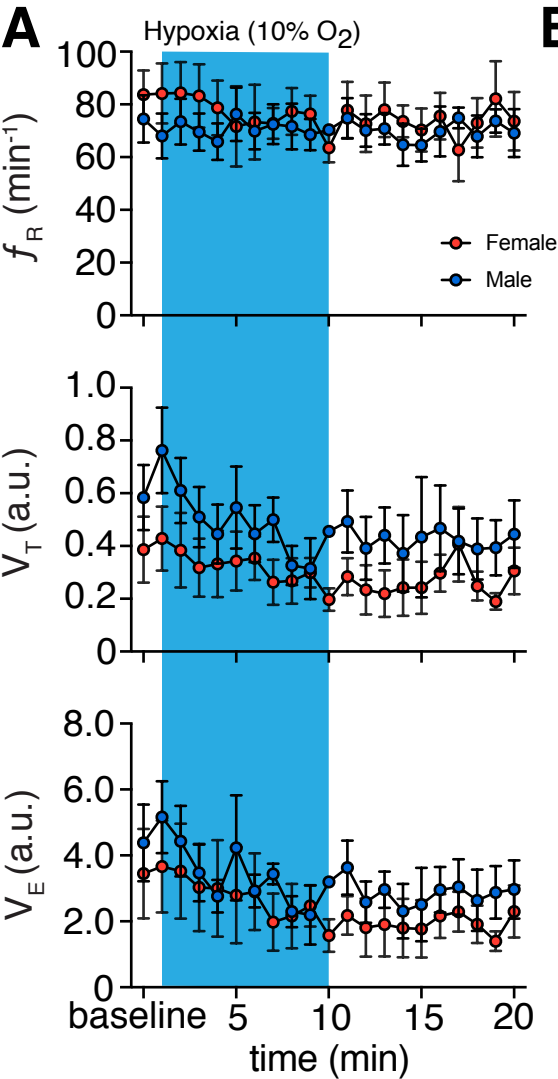 A
B
Hypoxia (10% O2)
fR (min-1)
100
80
60
40
20
0
Female
Male
VT (a.u.)
1.0
0.8
0.6
0.4
0.2
0
VE (a.u.)
8.0
6.0
4.0
2.0
0
baseline 5 10 15 20
time (min)